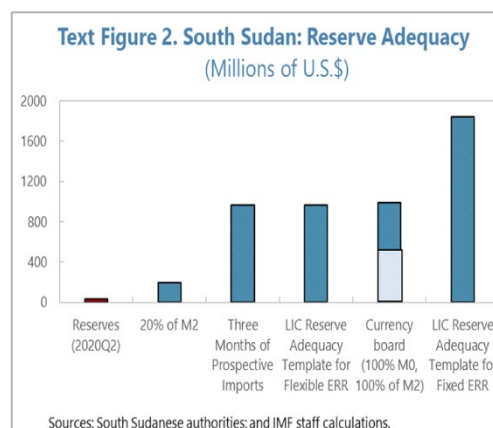 Text Figure 2. South Sudan: Reserve Adequacy
(Millions of U.S.$)
2000
1600
1200
800
400
0
Reserves
(2020Q2)
20% of M2
Three
Months of
Prospective
Imports
LIC Reserve
Adequacy
Template for
Flexible ERR
Currency
board
(100% M0,
100% of M2)
LIC Reserve
Adequacy
Template for
Fixed ERR
Sources: South Sudanese authorities; and IMF staff calculations.